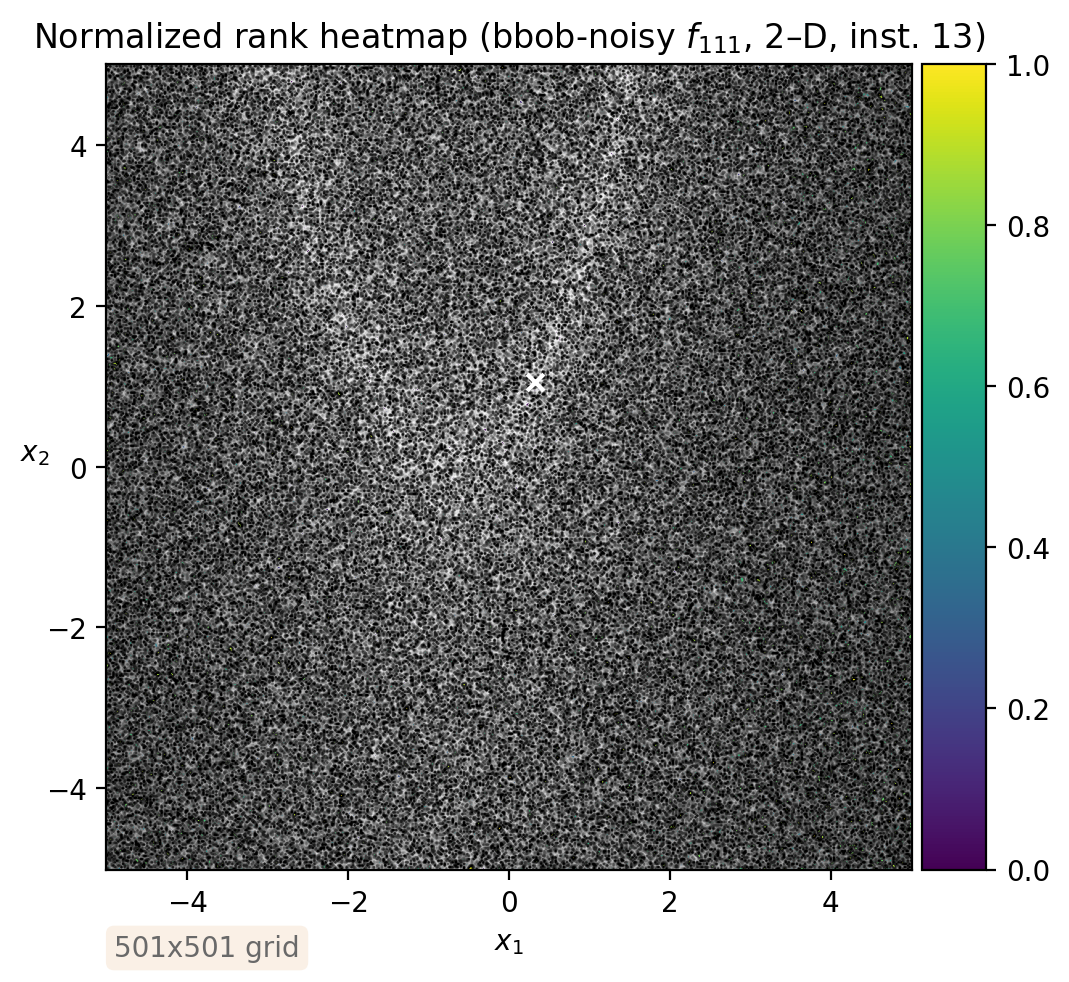 Normalized rank heatmap (bbob-noisy f₁₁₁, 2–D, inst. 13)
1.0
0.8
0.6
0.4
0.2
0.0
4
2
0
−2
−4
x₂
−4 −2 0 2 4
x₁
501x501 grid